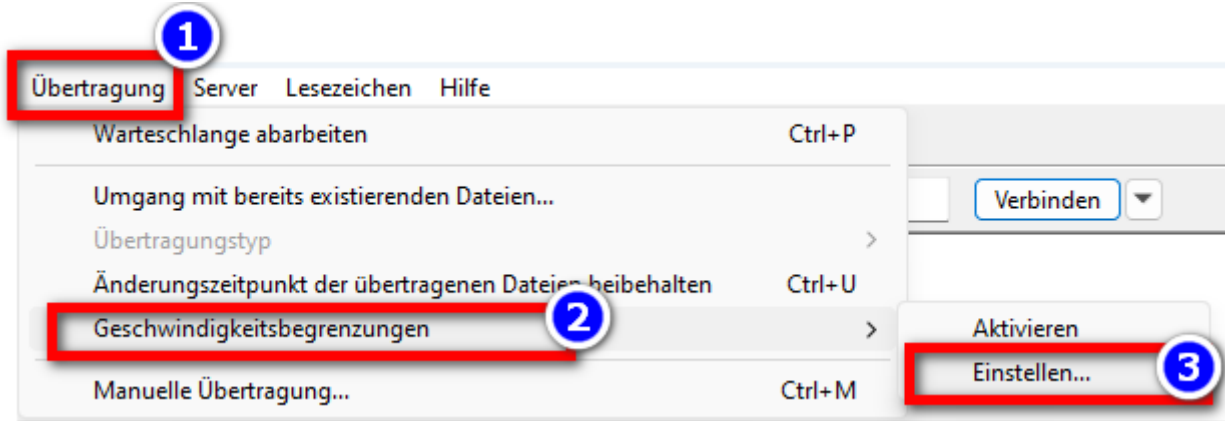 1
Übertragung Server Lesezeichen Hilfe
Warteschlange abarbeiten Ctrl+P
Umgang mit bereits existierenden Dateien...
Verbinden
Übertragungstyp
Änderungszeitpunkt der übertragenen Dateien beibehalten Ctrl+U
Geschwindigkeitsbegrenzungen 2
Aktivieren
Einstellen... 3
Manuelle Übertragung... Ctrl+M